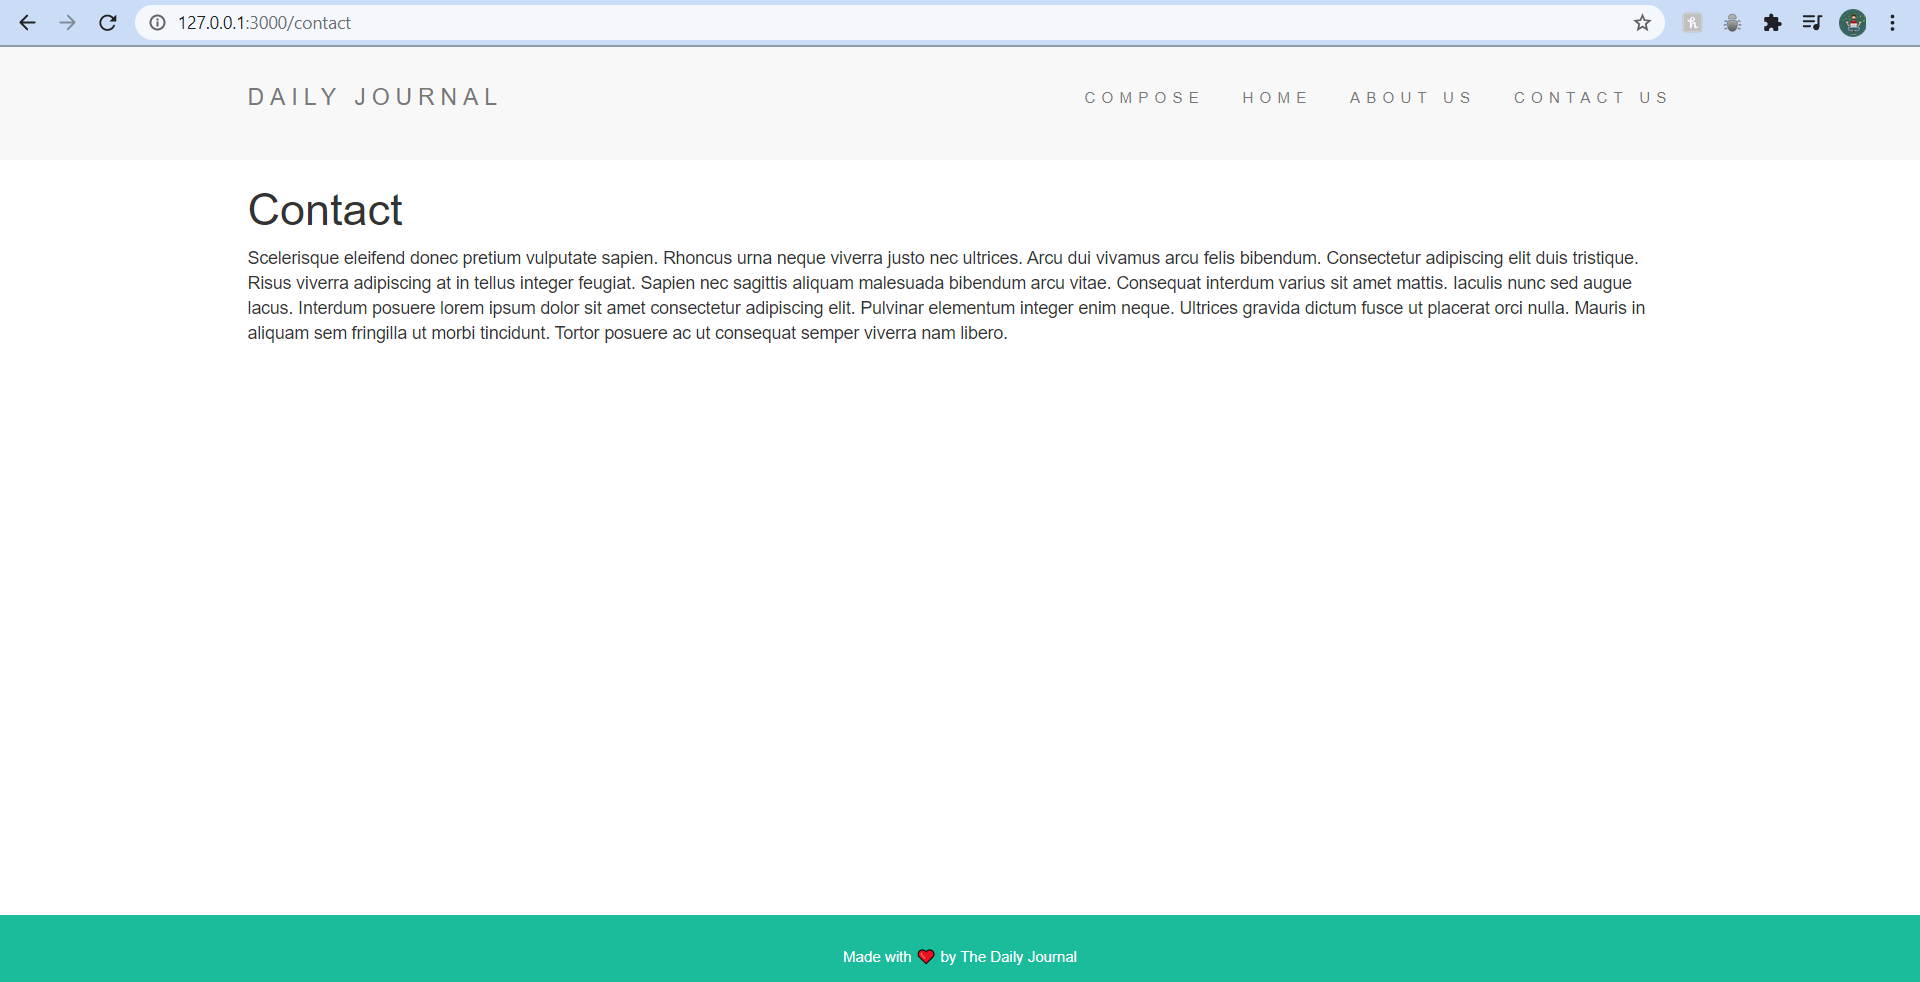 127.0.0.1:3000/contact
DAILY JOURNAL
COMPOSE HOME ABOUT US CONTACT US
Contact
Scelerisque eleifend donec pretium vulputate sapien. Rhoncus urna neque viverra justo nec ultrices. Arcu dui vivamus arcu felis bibendum. Consectetur adipiscing elit duis tristique.
Risus viverra adipiscing at in tellus integer feugiat. Sapien nec sagittis aliquam malesuada bibendum arcu vitae. Consequat interdum varius sit amet mattis. Iaculis nunc sed augue
lacus. Interdum posuere lorem ipsum dolor sit amet consectetur adipiscing elit. Pulvinar elementum integer enim neque. Ultrices gravida dictum fusce ut placerat orci nulla. Mauris in
aliquam sem fringilla ut morbi tincidunt. Tortor posuere ac ut consequat semper viverra nam libero.
Made with ❤️ by The Daily Journal